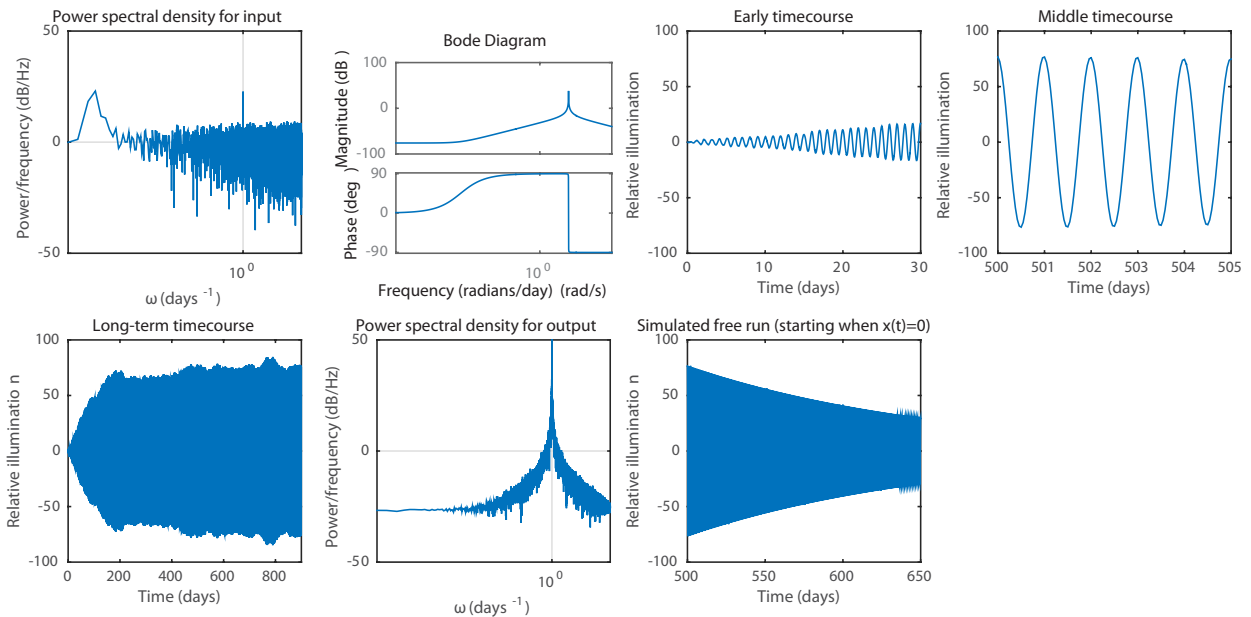 Power spectral density for input
50
0
-50
Power/frequency (dB/Hz)
10 0
ω (days -1 )
Bode Diagram
100
0
-100
Magnitude (dB )
90
0
-90
Phase (deg )
10 0
Frequency (radians/day) (rad/s)
Early timecourse
100
50
0
-50
-100
Relative illumination
0 10 20 30
Time (days)
Middle timecourse
100
50
0
-50
-100
Relative illumination
500 501 502 503 504 505
Time (days)
Long-term timecourse
100
50
0
-50
-100
Relative illuminatio n
0 200 400 600 800
Time (days)
Power spectral density for output
50
0
-50
Power/frequency (dB/Hz)
10 0
ω (days -1 )
Simulated free run (starting when x(t)=0)
100
50
0
-50
-100
Relative illumination
500 550 600 650
Time (days)